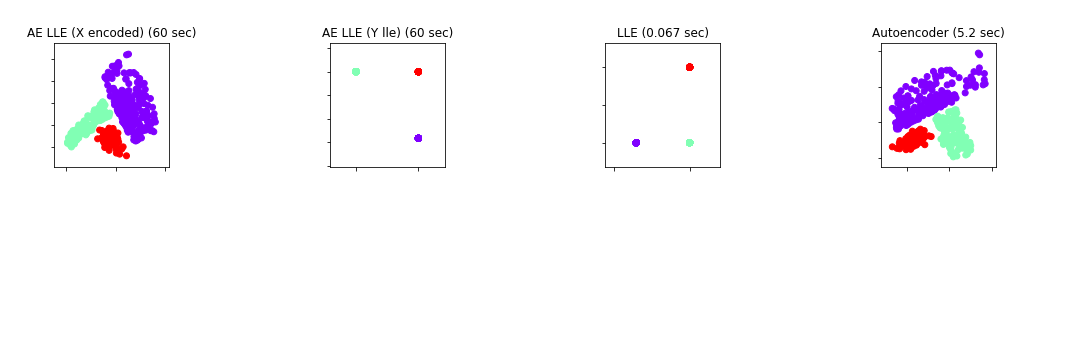 AE LLE (X encoded) (60 sec)
AE LLE (Y lle) (60 sec)
LLE (0.067 sec)
Autoencoder (5.2 sec)